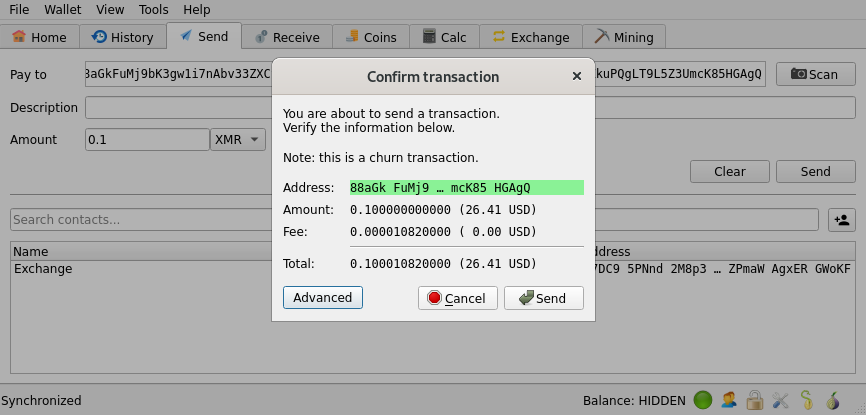 File Wallet View Tools Help
Home History Send Receive Coins Calc Exchange Mining
Pay to 3aGkFuMj9bK3gw1i7nAbv33ZXC kuPQgLT9L5Z3UmcK85HGAgQ Scan
Description
Amount 0.1 XMR
Clear Send
Search contacts...
Name ddress
Exchange 7DC9 5PNnd 2M8p3 … ZPmaW AgxER GWoKF
Confirm transaction
You are about to send a transaction.
Verify the information below.
Note: this is a churn transaction.
Address: 88aGk FuMj9 … mcK85 HGAgQ
Amount: 0.100000000000 (26.41 USD)
Fee: 0.000010820000 ( 0.00 USD)
Total: 0.100010820000 (26.41 USD)
Advanced Cancel Send
Synchronized Balance: HIDDEN